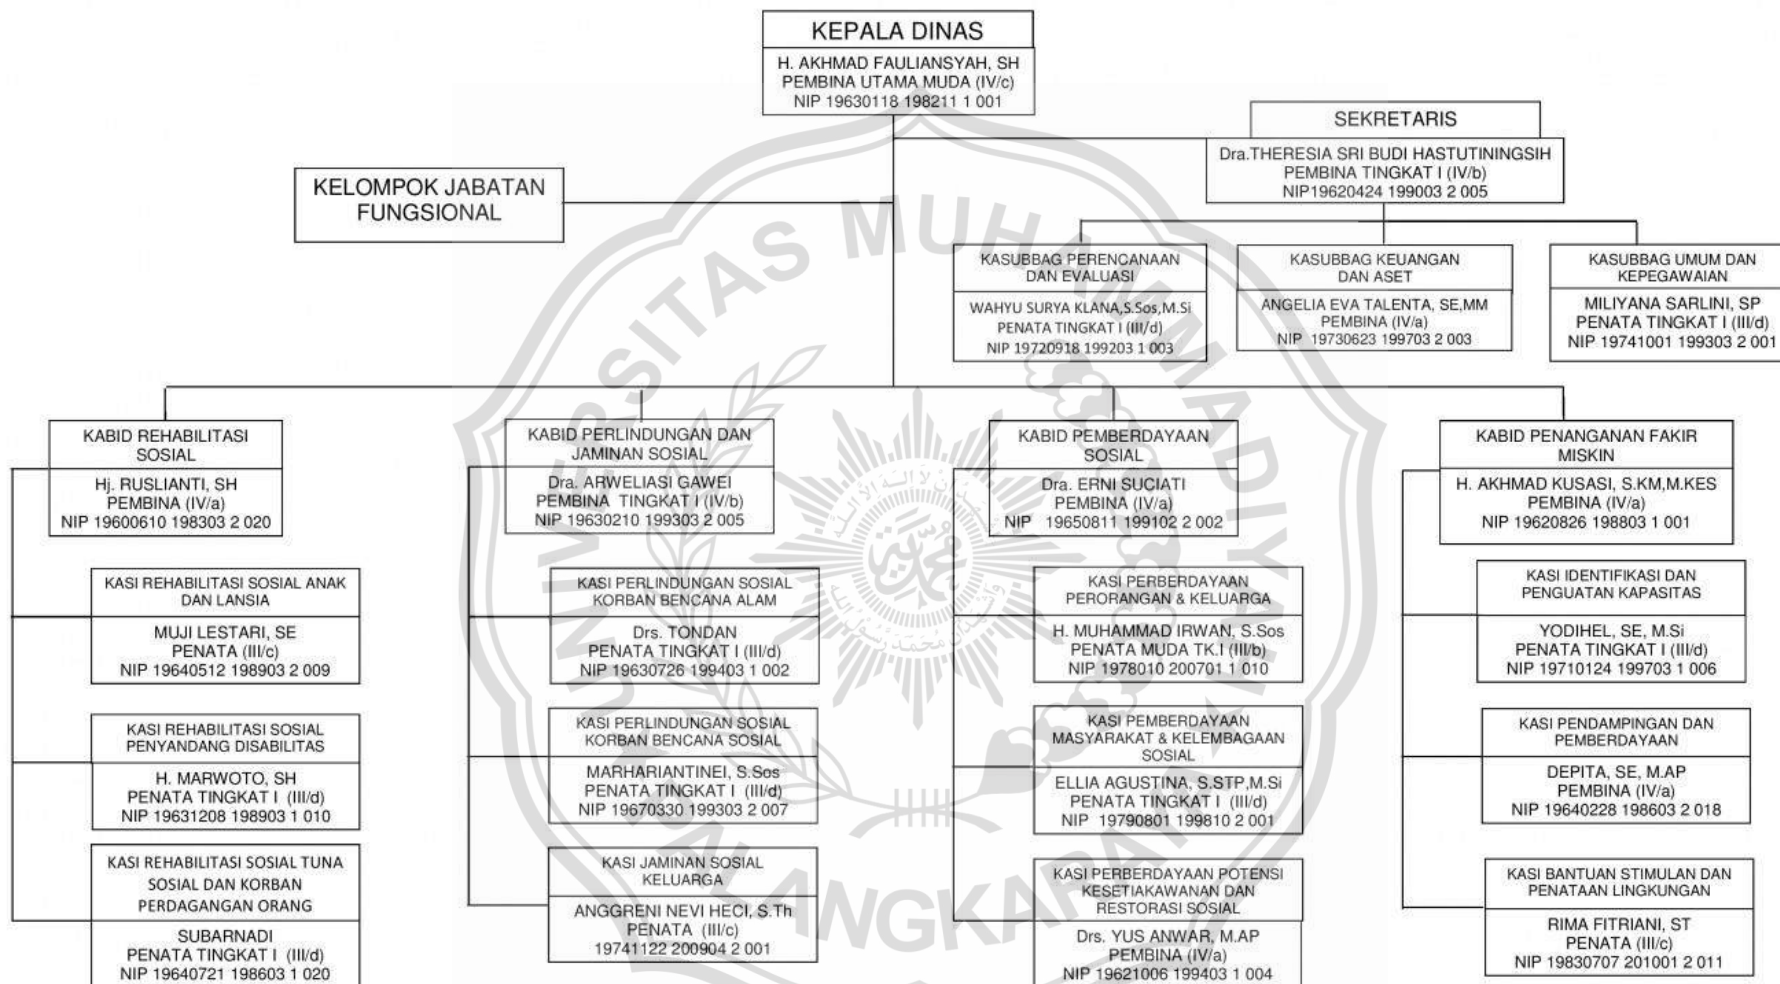 KEPALA DINAS
H. AKHMAD FAULIANSYAH, SH
PEMBINA UTAMA MUDA (IV/c)
NIP 19630118 198211 1 001
SEKRETARIS
Dra.THERESIA SRI BUDI HASTUTININGSIH
PEMBINA TINGKAT I (IV/b)
NIP19620424 199003 2 005
KELOMPOK JABATAN
FUNGSIONAL
KASUBBAG PERENCANAAN
DAN EVALUASI
WAHYU SURYA KLANA,S.Sos,M.Si
PENATA TINGKAT I (III/d)
NIP 19720918 199203 1 003
KASUBBAG KEUANGAN
DAN ASET
ANGELIA EVA TALENTA, SE,MM
PEMBINA (IV/a)
NIP 19730623 199703 2 003
KASUBBAG UMUM DAN
KEPEGAWAIAN
MILIYANA SARLINI, SP
PENATA TINGKAT I (III/d)
NIP 19741001 199303 2 001
KABID REHABILITASI
SOSIAL
Hj. RUSLIANTI, SH
PEMBINA (IV/a)
NIP 19600610 198303 2 020
KASI REHABILITASI SOSIAL ANAK
DAN LANSIA
MUJI LESTARI, SE
PENATA (III/c)
NIP 19640512 198903 2 009
KASI REHABILITASI SOSIAL
PENYANDANG DISABILITAS
H. MARWOTO, SH
PENATA TINGKAT I (III/d)
NIP 19631208 198903 1 010
KASI REHABILITASI SOSIAL TUNA
SOSIAL DAN KORBAN
PERDAGANGAN ORANG
SUBARNADI
PENATA TINGKAT I (III/d)
NIP 19640721 198603 1 020
KABID PERLINDUNGAN DAN
JAMINAN SOSIAL
Dra. ARWELIASI GAWEI
PEMBINA TINGKAT I (IV/b)
NIP 19630210 199303 2 005
KASI PERLINDUNGAN SOSIAL
KORBAN BENCANA ALAM
Drs. TONDAN
PENATA TINGKAT I (III/d)
NIP 19630726 199403 1 002
KASI PERLINDUNGAN SOSIAL
KORBAN BENCANA SOSIAL
MARHARIANTINEI, S.Sos
PENATA TINGKAT I (III/d)
NIP 19670330 199303 2 007
KASI JAMINAN SOSIAL
KELUARGA
ANGGRENI NEVI HECI, S.Th
PENATA (III/c)
19741122 200904 2 001
KABID PEMBERDAYAAN
SOSIAL
Dra. ERNI SUCIATI
PEMBINA (IV/a)
NIP 19650811 199102 2 002
KASI PERBERDAYAAN
PERORANGAN & KELUARGA
H. MUHAMMAD IRWAN, S.Sos
PENATA MUDA TK.I (III/b)
NIP 1978010 200701 1 010
KASI PEMBERDAYAAN
MASYARAKAT & KELEMBAGAAN
SOSIAL
ELLIA AGUSTINA, S.STP,M.Si
PENATA TINGKAT I (III/d)
NIP 19790801 199810 2 001
KASI PERBERDAYAAN POTENSI
KESETIAKAWANAN DAN
RESTORASI SOSIAL
Drs. YUS ANWAR, M.AP
PEMBINA (IV/a)
NIP 19621006 199403 1 004
KABID PENANGANAN FAKIR
MISKIN
H. AKHMAD KUSASI, S.KM,M.KES
PEMBINA (IV/a)
NIP 19620826 198803 1 001
KASI IDENTIFIKASI DAN
PENGUATAN KAPASITAS
YODIHEL, SE, M.Si
PENATA TINGKAT I (III/d)
NIP 19710124 199703 1 006
KASI PENDAMPINGAN DAN
PEMBERDAYAAN
DEPITA, SE, M.AP
PEMBINA (IV/a)
NIP 19640228 198603 2 018
KASI BANTUAN STIMULAN DAN
PENATAAN LINGKUNGAN
RIMA FITRIANI, ST
PENATA (III/c)
NIP 19830707 201001 2 011
UNIVERSITAS MUHAMMADIYAH
PALANGKARAYA